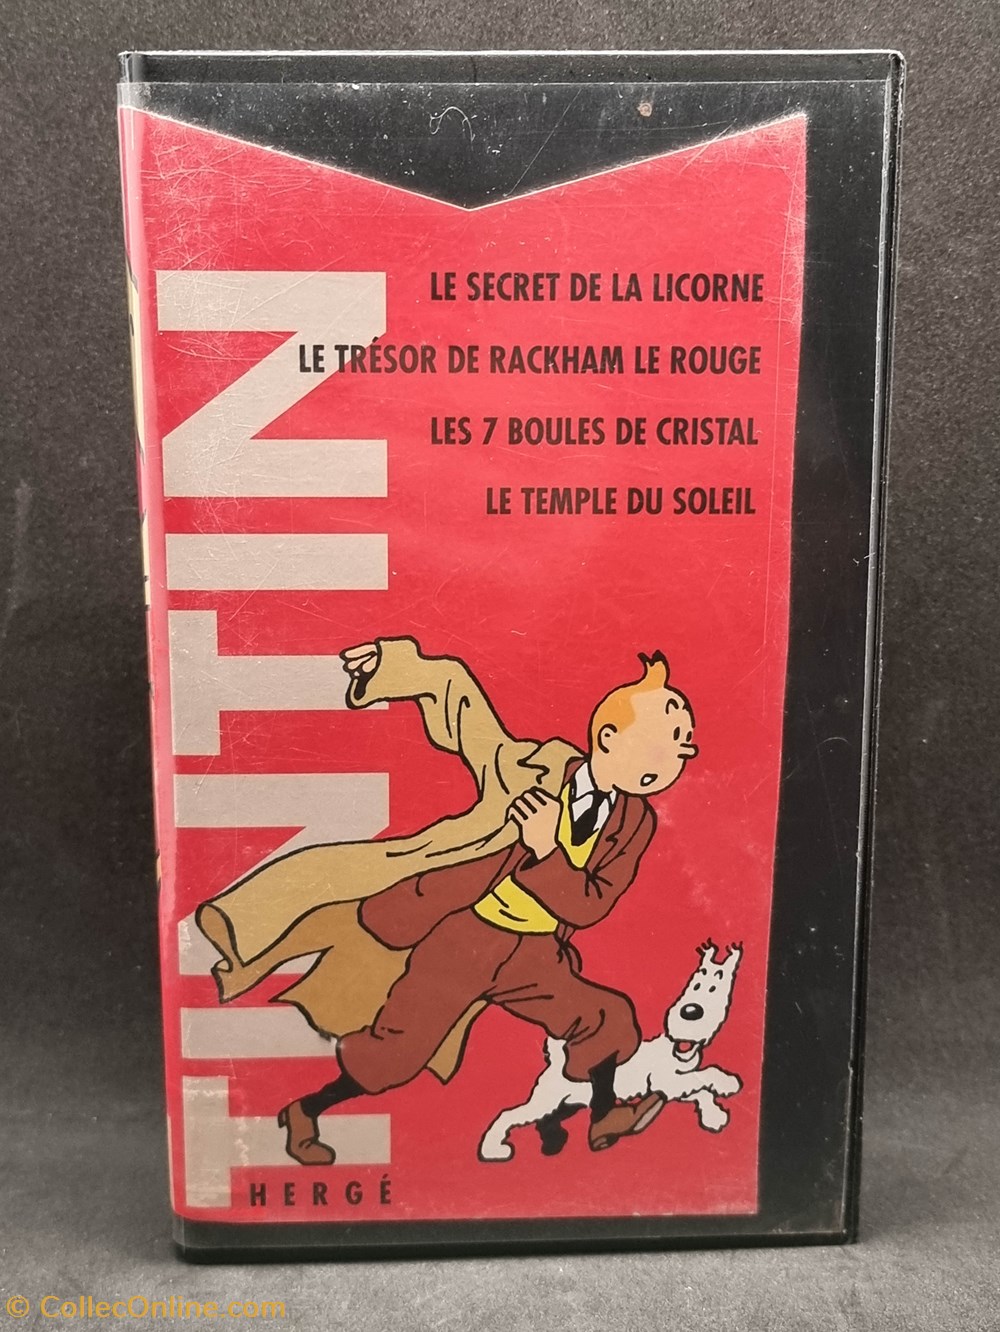 LE SECRET DE LA LICORNE
LE TRÉSOR DE RACKHAM LE ROUGE
LES 7 BOULES DE CRISTAL
LE TEMPLE DU SOLEIL
TINTIN
HERGÉ
© CollecOnline.com